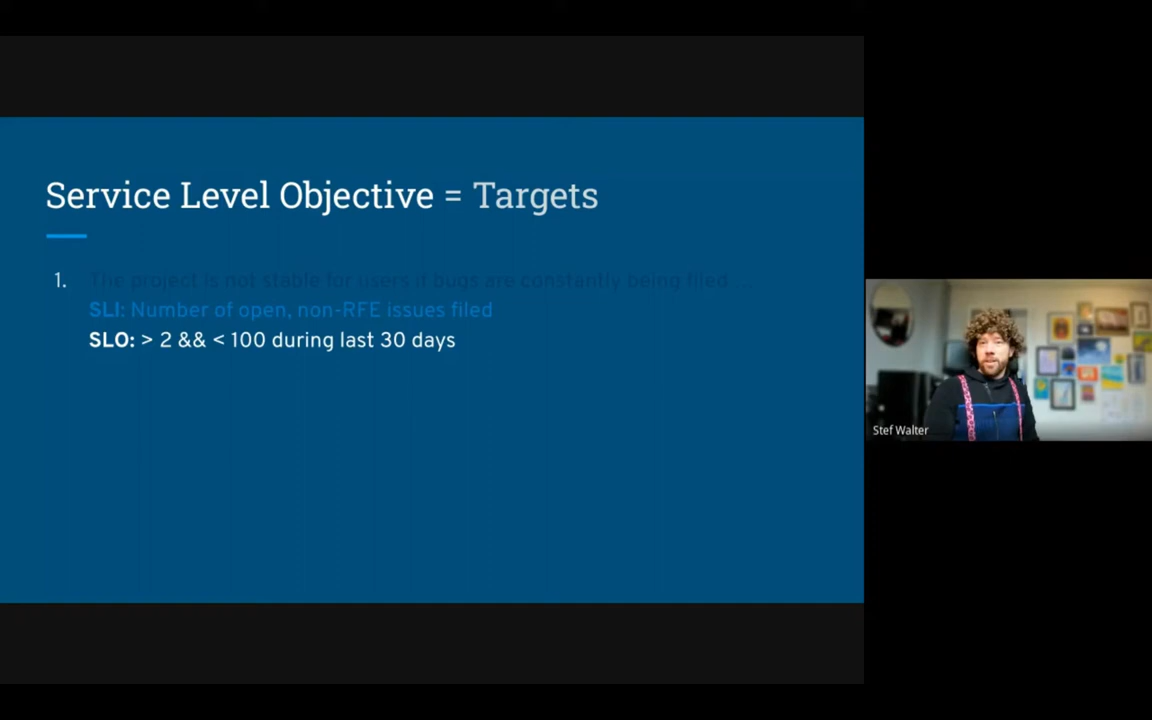 Service Level Objective = Targets
1. The project is not stable for users if bugs are constantly being filed ...
SLI: Number of open, non-RFE issues filed
SLO: > 2 && < 100 during last 30 days
Stef Walter